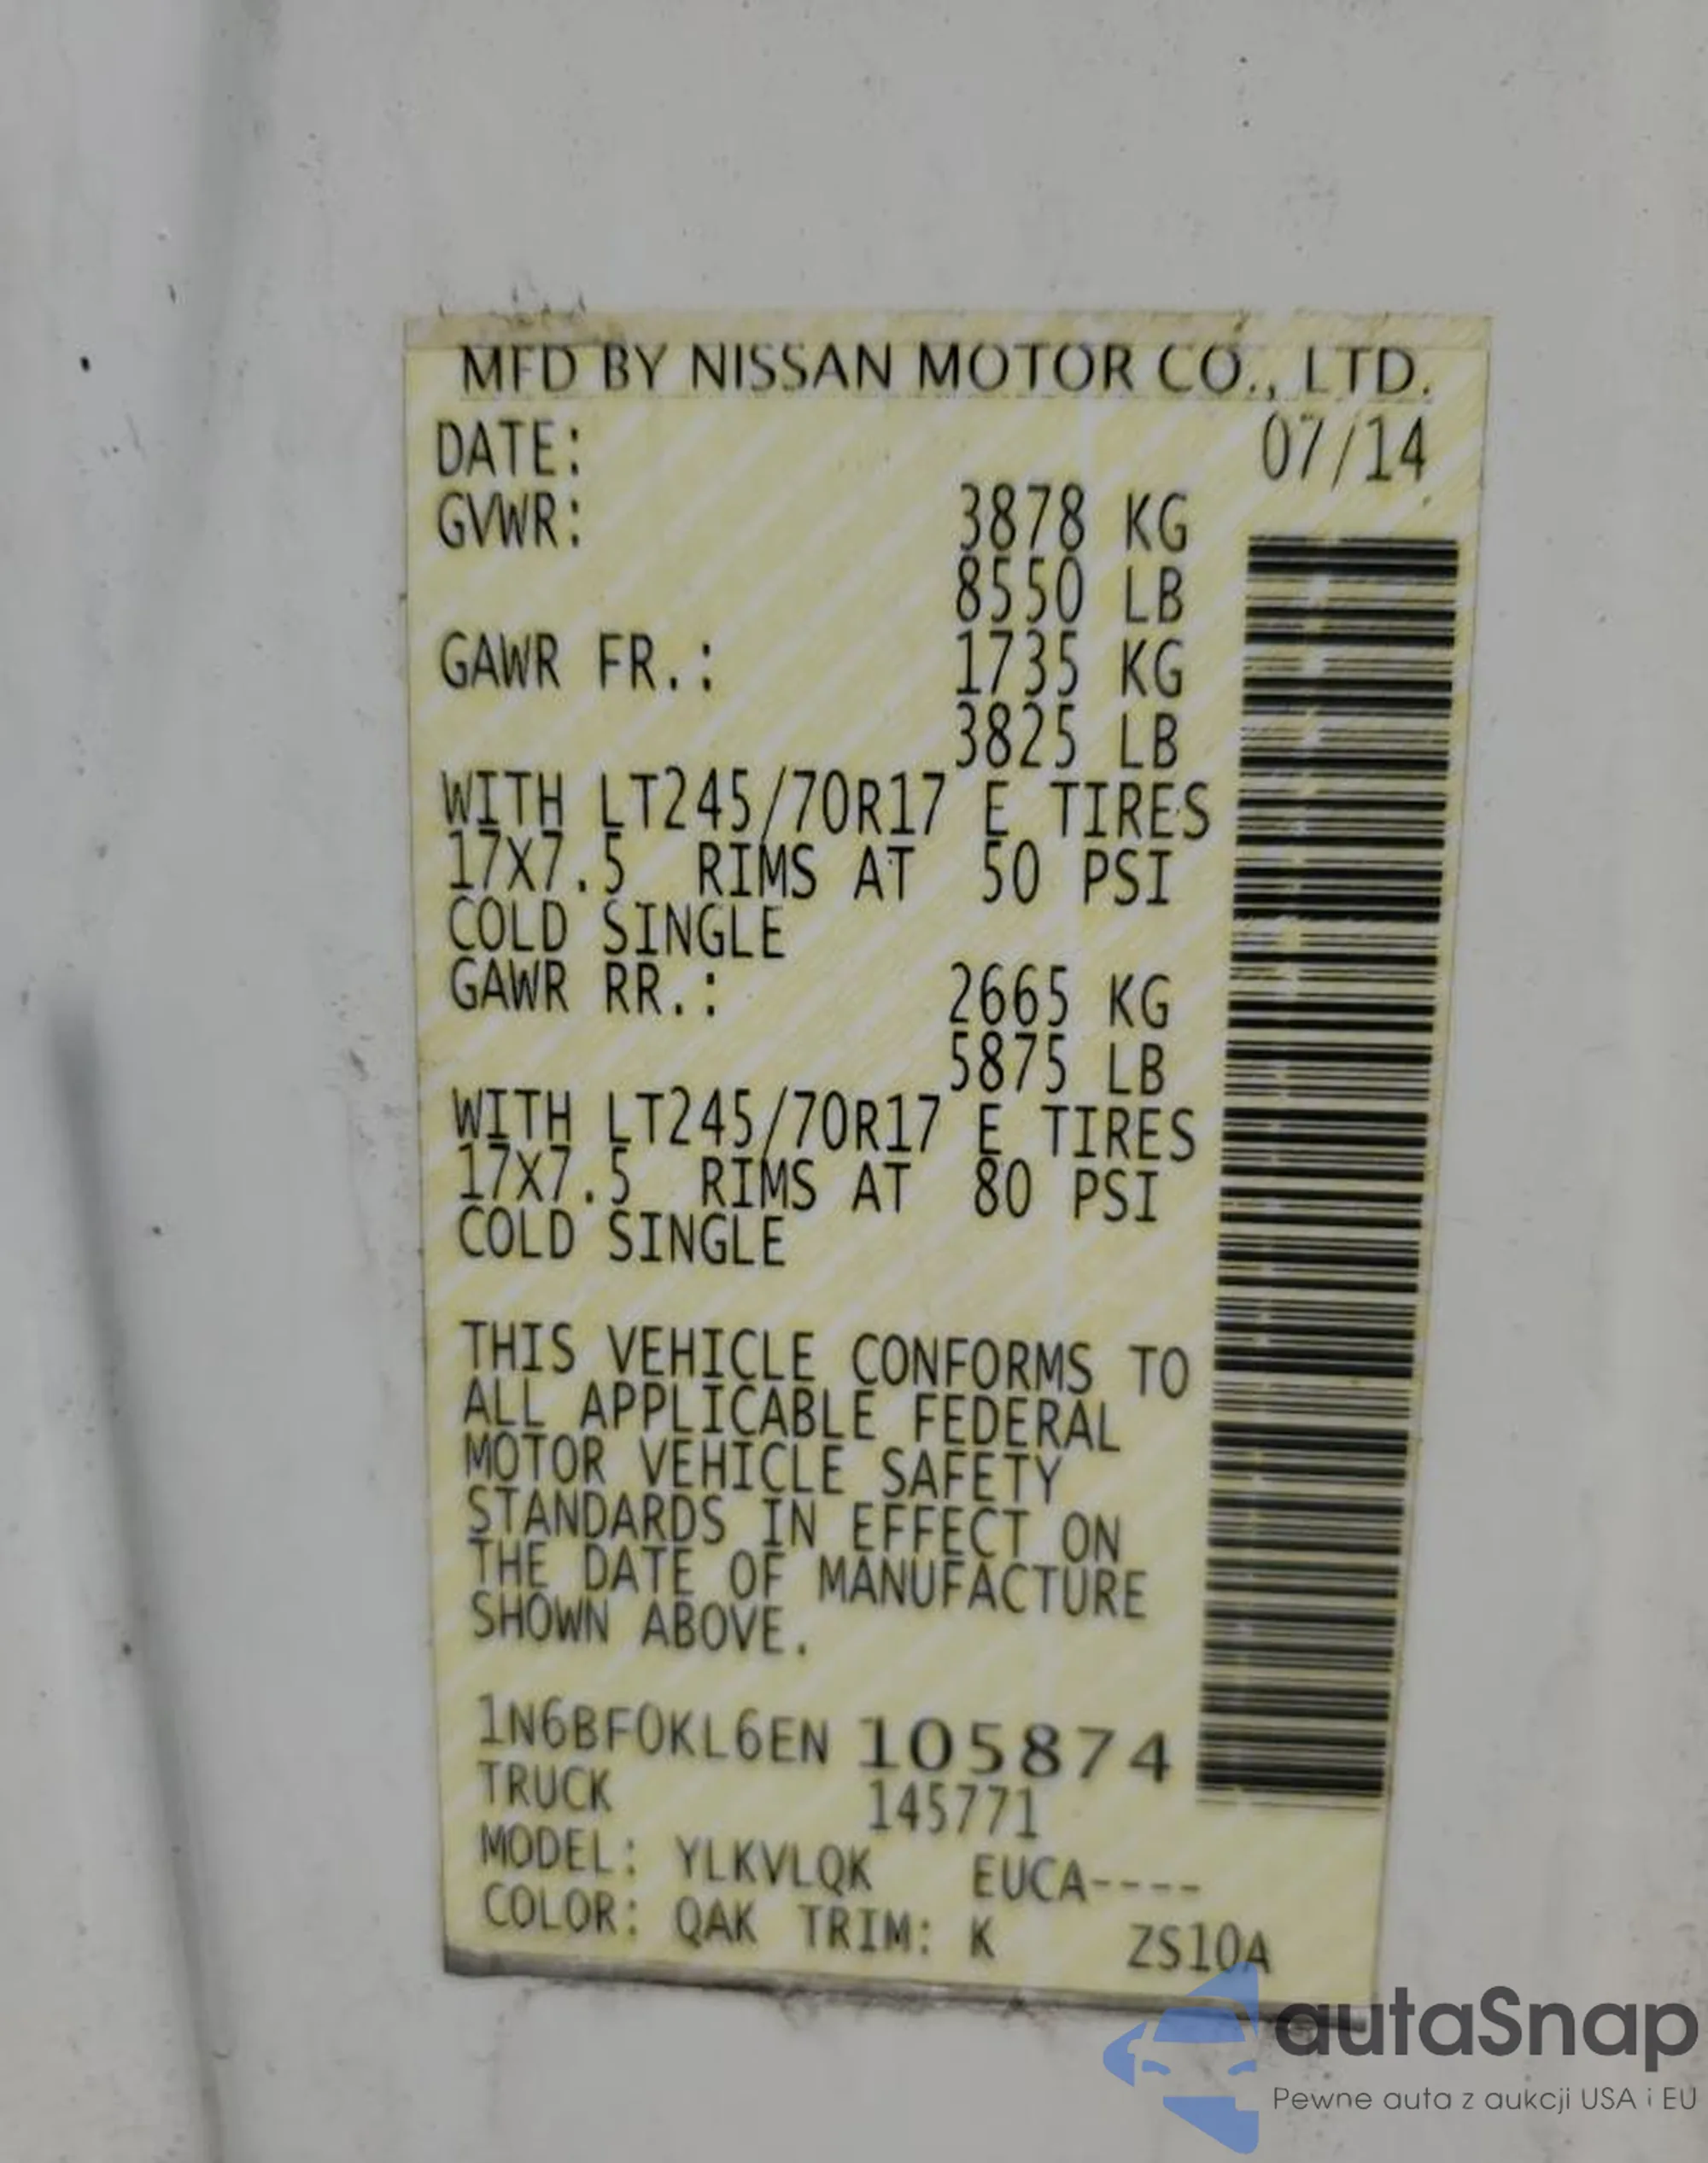 MFD BY NISSAN MOTOR CO., LTD.
DATE: 07/14
GVWR: 3878 KG
8550 LB
GAWR FR.: 1735 KG
3825 LB
WITH LT245/70R17 E TIRES
17X7.5 RIMS AT 50 PSI
COLD SINGLE
GAWR RR.: 2665 KG
5875 LB
WITH LT245/70R17 E TIRES
17X7.5 RIMS AT 80 PSI
COLD SINGLE
THIS VEHICLE CONFORMS TO
ALL APPLICABLE FEDERAL
MOTOR VEHICLE SAFETY
STANDARDS IN EFFECT ON
THE DATE OF MANUFACTURE
SHOWN ABOVE.
1N6BF0KL6EN 105874
TRUCK 145771
MODEL: YLKVLQK EUCA----
COLOR: QAK TRIM: K ZS10A
autaSnap
Pewne auta z aukcji USA i EU